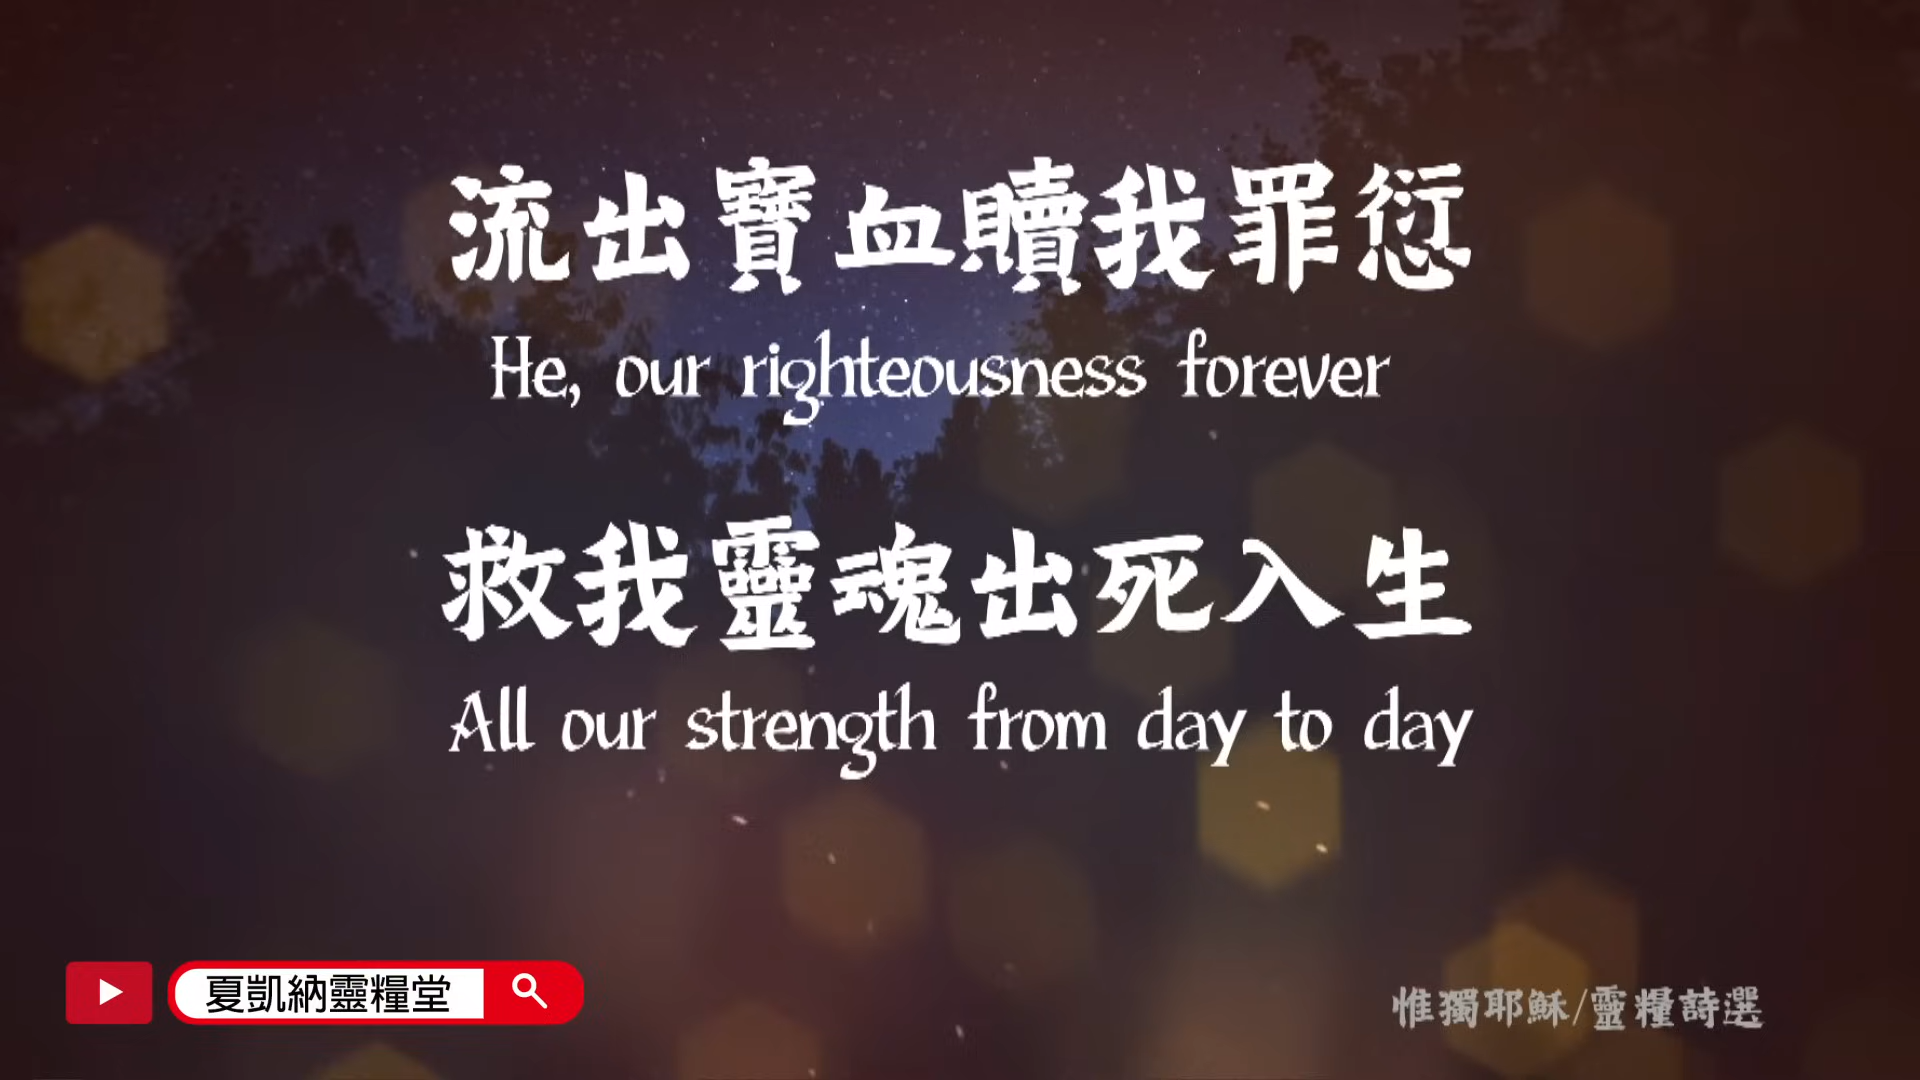 流出寶血贖我罪愆
He, our righteousness forever
救我靈魂出死入生
All our strength from day to day
夏凱納靈糧堂
惟獨耶穌/靈糧詩選